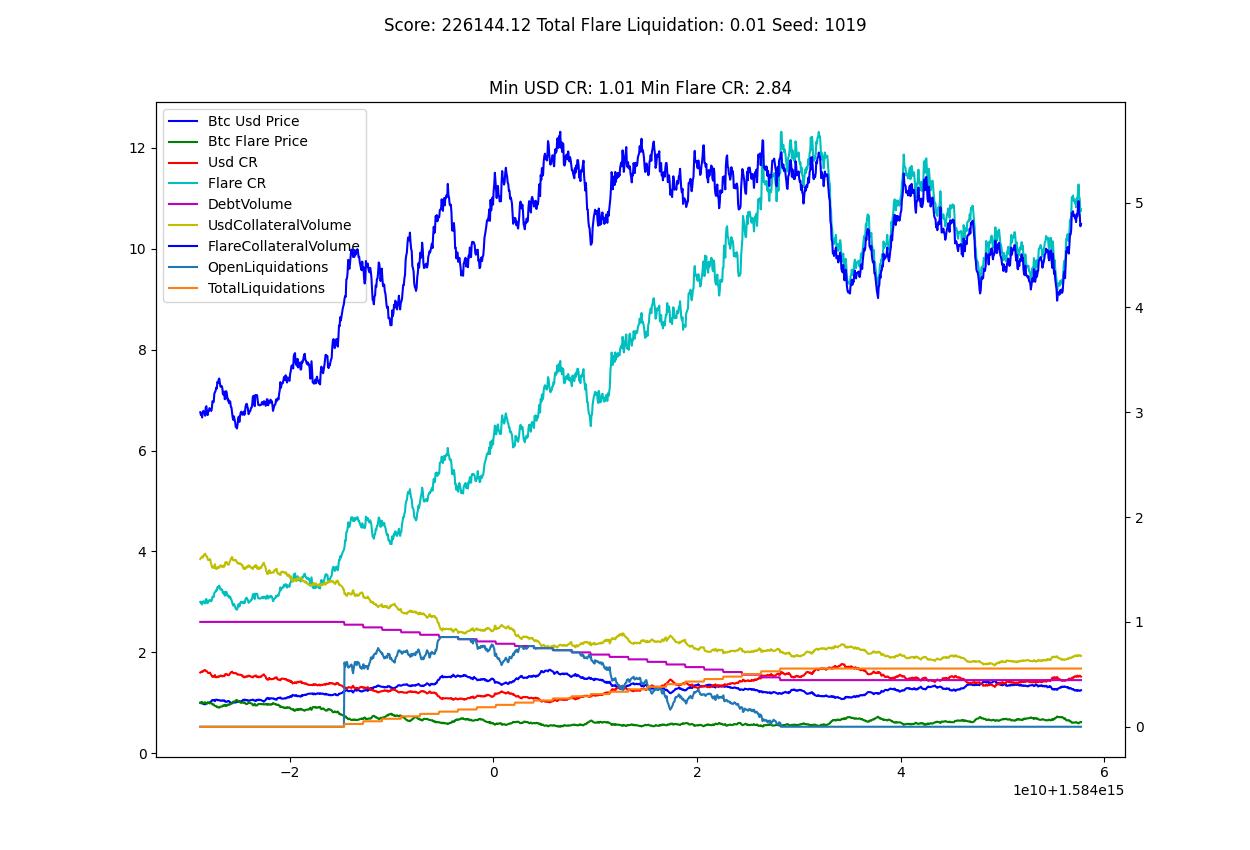 Score: 226144.12 Total Flare Liquidation: 0.01 Seed: 1019
Min USD CR: 1.01 Min Flare CR: 2.84
Btc Usd Price
Btc Flare Price
Usd CR
Flare CR
DebtVolume
UsdCollateralVolume
FlareCollateralVolume
OpenLiquidations
TotalLiquidations
12
10
8
6
4
2
0
5
4
3
2
1
0
−2
0
2
4
6
1e10+1.584e15